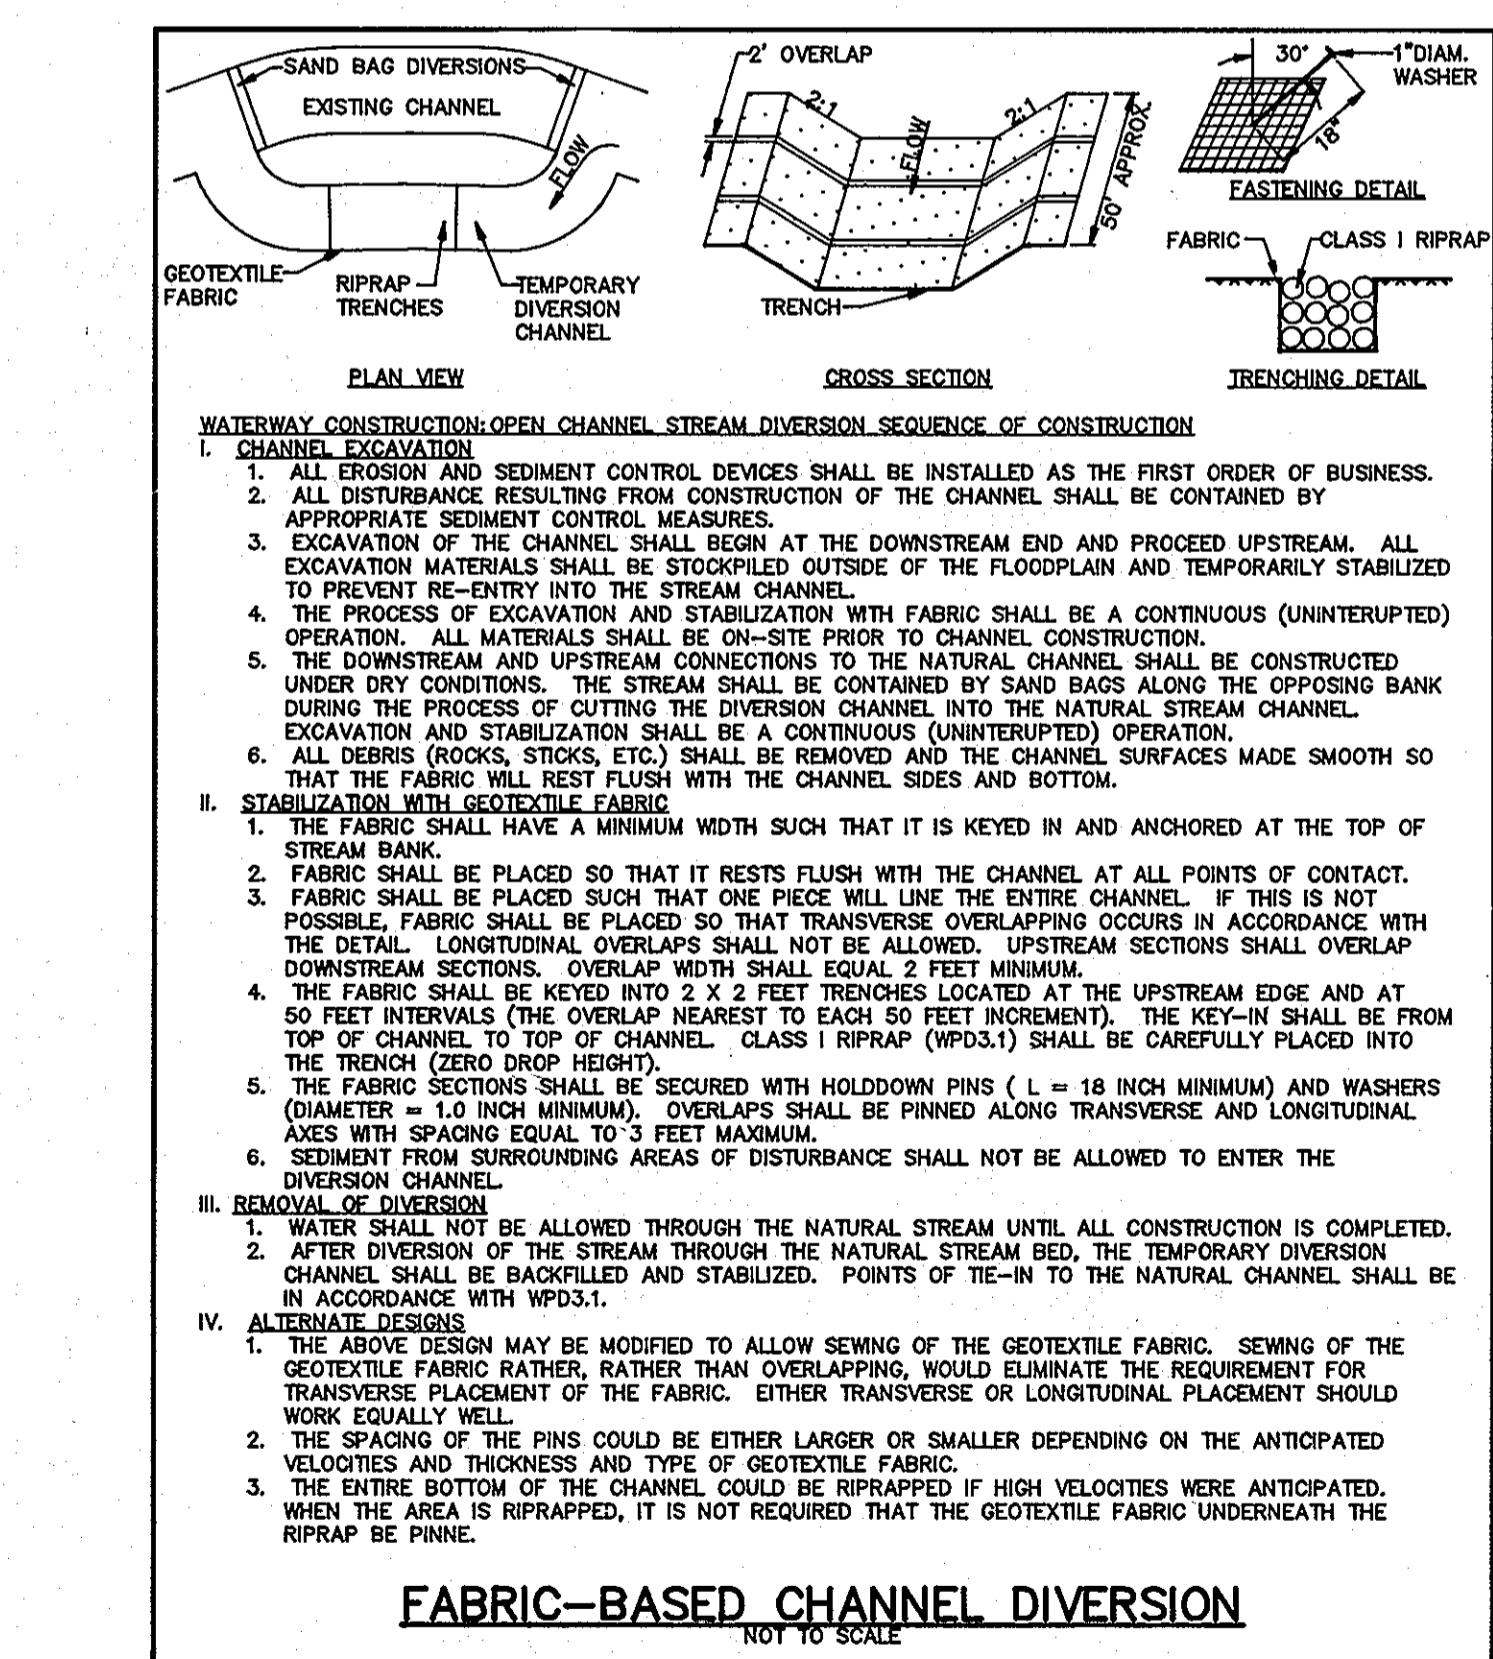 SAND BAG DIVERSIONS
EXISTING CHANNEL
FLOW
GEOTEXTILE
FABRIC
RIPRAP
TRENCHES
TEMPORARY
DIVERSION
CHANNEL
PLAN VIEW
2' OVERLAP
2:1
2:1
FLOW
50' APPROX.
TRENCH
CROSS SECTION
30°
1"DIAM.
WASHER
18"
FASTENING DETAIL
FABRIC
CLASS I RIPRAP
TRENCHING DETAIL
WATERWAY CONSTRUCTION: OPEN CHANNEL STREAM DIVERSION SEQUENCE OF CONSTRUCTION
I. CHANNEL EXCAVATION
1. ALL EROSION AND SEDIMENT CONTROL DEVICES SHALL BE INSTALLED AS THE FIRST ORDER OF BUSINESS.
2. ALL DISTURBANCE RESULTING FROM CONSTRUCTION OF THE CHANNEL SHALL BE CONTAINED BY
APPROPRIATE SEDIMENT CONTROL MEASURES.
3. EXCAVATION OF THE CHANNEL SHALL BEGIN AT THE DOWNSTREAM END AND PROCEED UPSTREAM. ALL
EXCAVATION MATERIALS SHALL BE STOCKPILED OUTSIDE OF THE FLOODPLAIN AND TEMPORARILY STABILIZED
TO PREVENT RE-ENTRY INTO THE STREAM CHANNEL.
4. THE PROCESS OF EXCAVATION AND STABILIZATION WITH FABRIC SHALL BE A CONTINUOUS (UNINTERUPTED)
OPERATION. ALL MATERIALS SHALL BE ON-SITE PRIOR TO CHANNEL CONSTRUCTION.
5. THE DOWNSTREAM AND UPSTREAM CONNECTIONS TO THE NATURAL CHANNEL SHALL BE CONSTRUCTED
UNDER DRY CONDITIONS. THE STREAM SHALL BE CONTAINED BY SAND BAGS ALONG THE OPPOSING BANK
DURING THE PROCESS OF CUTTING THE DIVERSION CHANNEL INTO THE NATURAL STREAM CHANNEL.
EXCAVATION AND STABILIZATION SHALL BE A CONTINUOUS (UNINTERUPTED) OPERATION.
6. ALL DEBRIS (ROCKS, STICKS, ETC.) SHALL BE REMOVED AND THE CHANNEL SURFACES MADE SMOOTH SO
THAT THE FABRIC WILL REST FLUSH WITH THE CHANNEL SIDES AND BOTTOM.
II. STABILIZATION WITH GEOTEXTILE FABRIC
1. THE FABRIC SHALL HAVE A MINIMUM WIDTH SUCH THAT IT IS KEYED IN AND ANCHORED AT THE TOP OF
STREAM BANK.
2. FABRIC SHALL BE PLACED SO THAT IT RESTS FLUSH WITH THE CHANNEL AT ALL POINTS OF CONTACT.
3. FABRIC SHALL BE PLACED SUCH THAT ONE PIECE WILL LINE THE ENTIRE CHANNEL. IF THIS IS NOT
POSSIBLE, FABRIC SHALL BE PLACED SO THAT TRANSVERSE OVERLAPPING OCCURS IN ACCORDANCE WITH
THE DETAIL. LONGITUDINAL OVERLAPS SHALL NOT BE ALLOWED. UPSTREAM SECTIONS SHALL OVERLAP
DOWNSTREAM SECTIONS. OVERLAP WIDTH SHALL EQUAL 2 FEET MINIMUM.
4. THE FABRIC SHALL BE KEYED INTO 2 X 2 FEET TRENCHES LOCATED AT THE UPSTREAM EDGE AND AT
50 FEET INTERVALS (THE OVERLAP NEAREST TO EACH 50 FEET INCREMENT). THE KEY-IN SHALL BE FROM
TOP OF CHANNEL TO TOP OF CHANNEL. CLASS I RIPRAP (WPD3.1) SHALL BE CAREFULLY PLACED INTO
THE TRENCH (ZERO DROP HEIGHT).
5. THE FABRIC SECTIONS SHALL BE SECURED WITH HOLDDOWN PINS ( L = 18 INCH MINIMUM) AND WASHERS
(DIAMETER = 1.0 INCH MINIMUM). OVERLAPS SHALL BE PINNED ALONG TRANSVERSE AND LONGITUDINAL
AXES WITH SPACING EQUAL TO 3 FEET MAXIMUM.
6. SEDIMENT FROM SURROUNDING AREAS OF DISTURBANCE SHALL NOT BE ALLOWED TO ENTER THE
DIVERSION CHANNEL.
III. REMOVAL OF DIVERSION
1. WATER SHALL NOT BE ALLOWED THROUGH THE NATURAL STREAM UNTIL ALL CONSTRUCTION IS COMPLETED.
2. AFTER DIVERSION OF THE STREAM THROUGH THE NATURAL STREAM BED, THE TEMPORARY DIVERSION
CHANNEL SHALL BE BACKFILLED AND STABILIZED. POINTS OF TIE-IN TO THE NATURAL CHANNEL SHALL BE
IN ACCORDANCE WITH WPD3.1.
IV. ALTERNATE DESIGNS
1. THE ABOVE DESIGN MAY BE MODIFIED TO ALLOW SEWING OF THE GEOTEXTILE FABRIC. SEWING OF THE
GEOTEXTILE FABRIC RATHER, RATHER THAN OVERLAPPING, WOULD ELIMINATE THE REQUIREMENT FOR
TRANSVERSE PLACEMENT OF THE FABRIC. EITHER TRANSVERSE OR LONGITUDINAL PLACEMENT SHOULD
WORK EQUALLY WELL.
2. THE SPACING OF THE PINS COULD BE EITHER LARGER OR SMALLER DEPENDING ON THE ANTICIPATED
VELOCITIES AND THICKNESS AND TYPE OF GEOTEXTILE FABRIC.
3. THE ENTIRE BOTTOM OF THE CHANNEL COULD BE RIPRAPPED IF HIGH VELOCITIES WERE ANTICIPATED.
WHEN THE AREA IS RIPRAPPED, IT IS NOT REQUIRED THAT THE GEOTEXTILE FABRIC UNDERNEATH THE
RIPRAP BE PINNE.
FABRIC-BASED CHANNEL DIVERSION
NOT TO SCALE